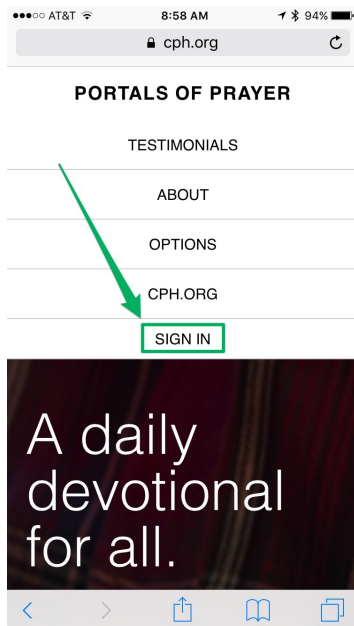 AT&T 8:58 AM 94%
cph.org
PORTALS OF PRAYER
TESTIMONIALS
ABOUT
OPTIONS
CPH.ORG
SIGN IN
A daily
devotional
for all.